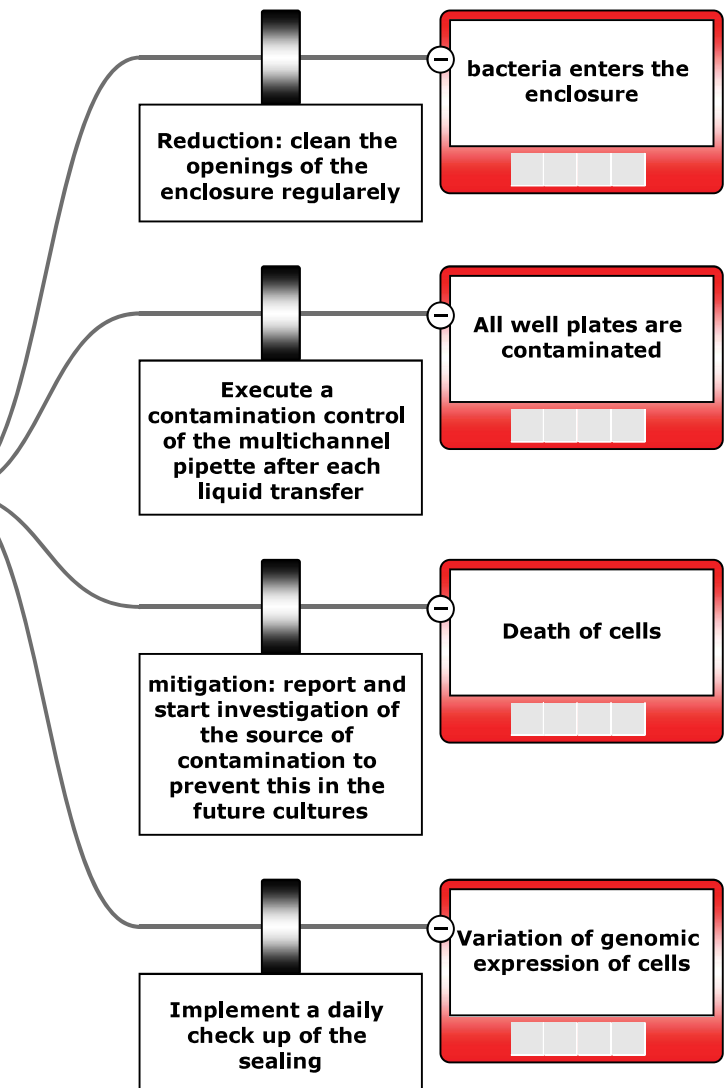 bacteria enters the
enclosure
Reduction: clean the
openings of the
enclosure regularely
All well plates are
contaminated
Execute a
contamination control
of the multichannel
pipette after each
liquid transfer
Death of cells
mitigation: report and
start investigation of
the source of
contamination to
prevent this in the
future cultures
Variation of genomic
expression of cells
Implement a daily
check up of the
sealing